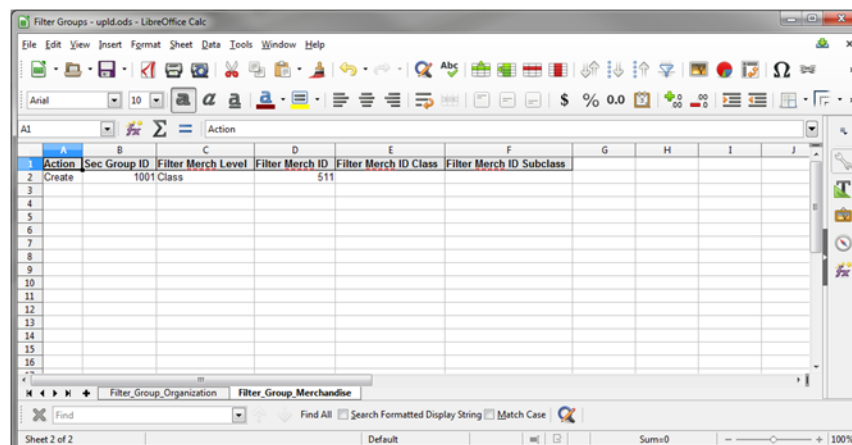 Filter Groups - upld.ods - LibreOffice Calc
File Edit View Insert Format Sheet Data Tools Window Help
Arial 10 a a a $ % 0.0
A1 Action
A B C D E F G H I J
1 Action Sec Group ID Filter Merch Level Filter Merch ID Filter Merch ID Class Filter Merch ID Subclass
2 Create 1001 Class 511
3
4
5
6
7
8
9
10
11
12
13
14
15
16
Filter_Group_Organization Filter_Group_Merchandise
Find Find All Search Formatted Display String Match Case
Sheet 2 of 2 Default Sum=0 100%